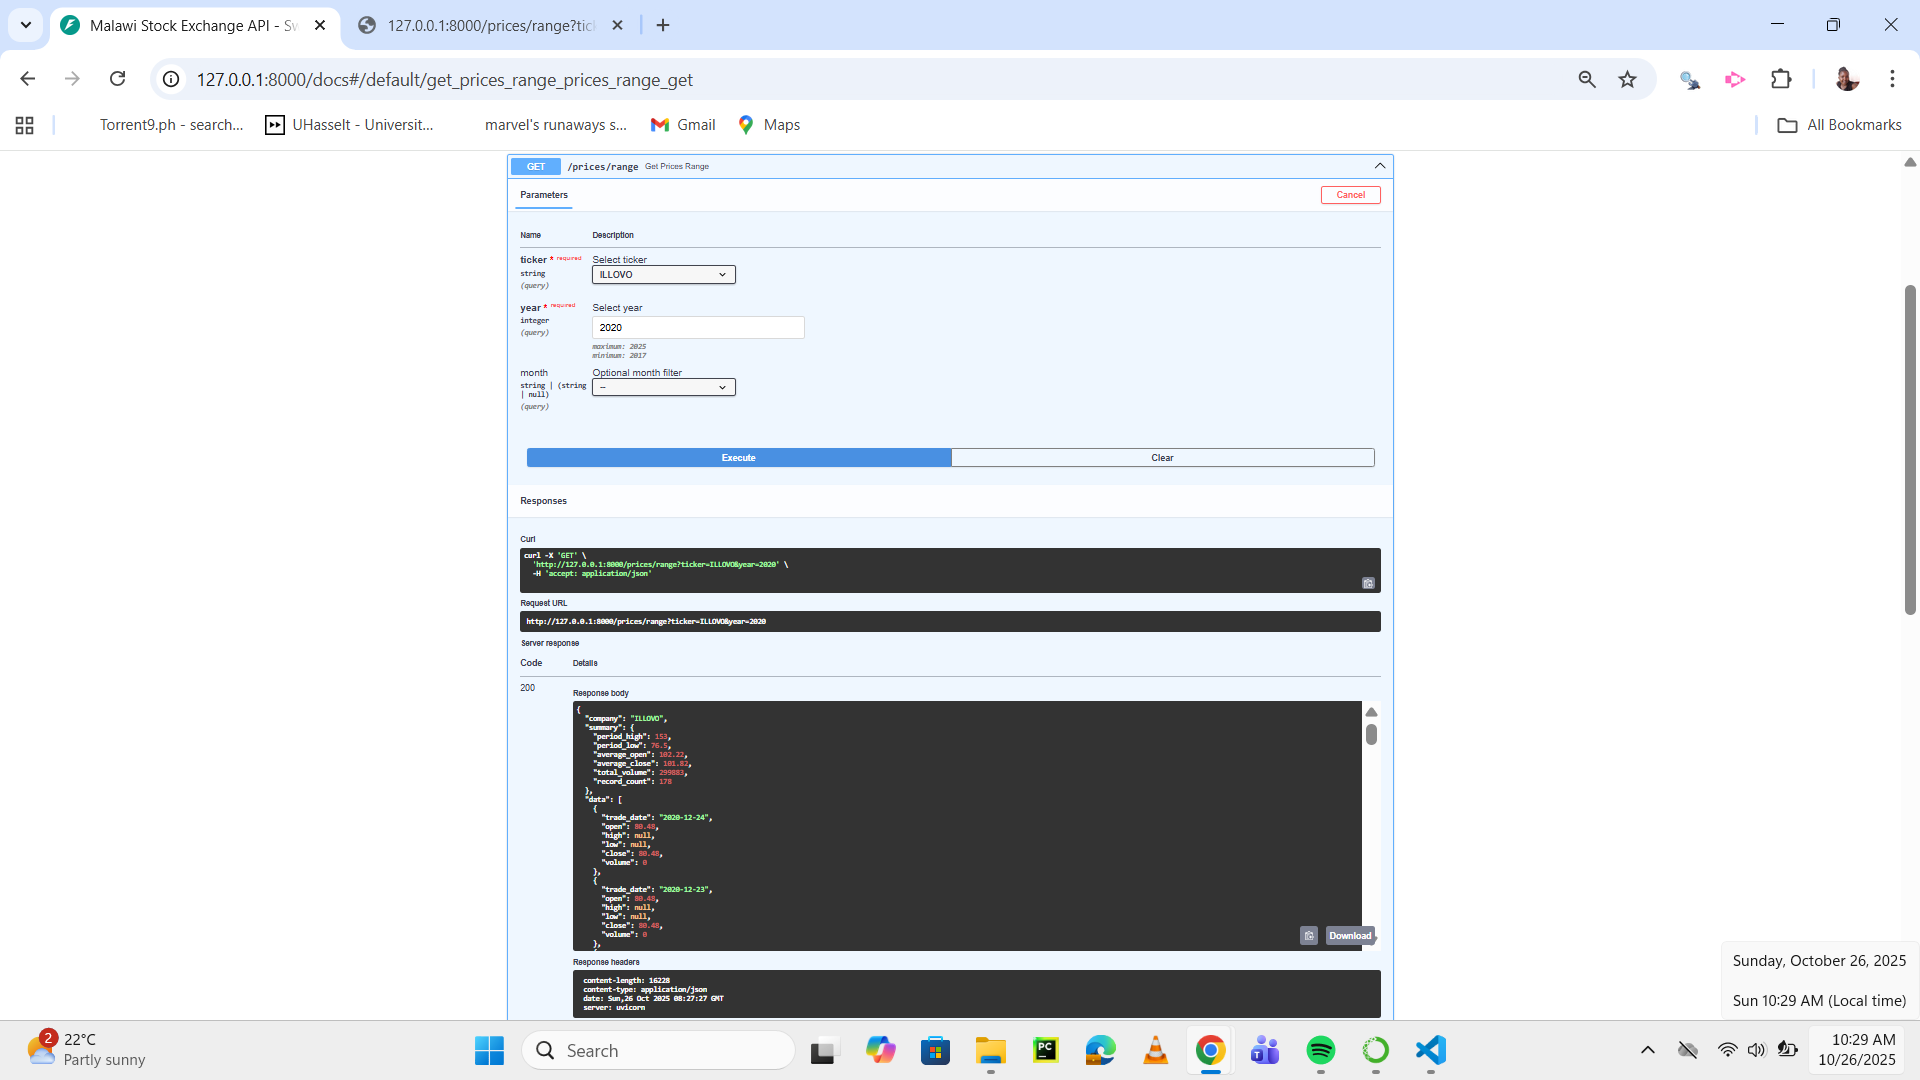 Malawi Stock Exchange API - Sw
127.0.0.1:8000/prices/range?tick
127.0.0.1:8000/docs#/default/get_prices_range_prices_range_get
Torrent9.ph - search...
UHasselt - Universit...
marvel's runaways s...
Gmail
Maps
All Bookmarks
GET /prices/range Get Prices Range
Parameters
Cancel
Name Description
ticker * required
string
(query)
Select ticker
ILLOVO
year * required
integer
(query)
Select year
2020
maximum: 2025
minimum: 2017
month
string | (string
| null)
(query)
Optional month filter
--
Execute
Clear
Responses
Curl
curl -X 'GET' \
'http://127.0.0.1:8000/prices/range?ticker=ILLOVO&year=2020' \
-H 'accept: application/json'
Request URL
http://127.0.0.1:8000/prices/range?ticker=ILLOVO&year=2020
Server response
Code Details
200
Response body
{
"company": "ILLOVO",
"summary": {
"period_high": 153,
"period_low": 76.5,
"average_open": 102.22,
"average_close": 101.82,
"total_volume": 299883,
"record_count": 178
},
"data": [
{
"trade_date": "2020-12-24",
"open": 80.48,
"high": null,
"low": null,
"close": 80.48,
"volume": 0
},
{
"trade_date": "2020-12-23",
"open": 80.48,
"high": null,
"low": null,
"close": 80.48,
"volume": 0
},
Download
Response headers
content-length: 16228
content-type: application/json
date: Sun,26 Oct 2025 08:27:27 GMT
server: uvicorn
Sunday, October 26, 2025
Sun 10:29 AM (Local time)
2
22°C
Partly sunny
Search
PC
T
10:29 AM
10/26/2025